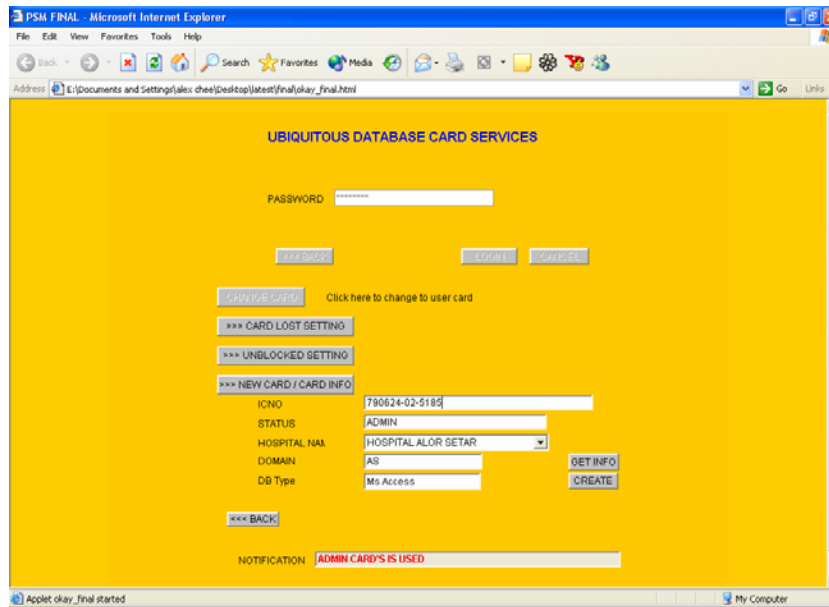 PSM FINAL - Microsoft Internet Explorer
File Edit View Favorites Tools Help
Back Search Favorites Media
Address E:\Documents and Settings\alex chee\Desktop\latest\final\okay_final.html Go Links
UBIQUITOUS DATABASE CARD SERVICES
PASSWORD ********
<<< BACK LOGIN CANCEL
CHANGE CARD Click here to change to user card
>>> CARD LOST SETTING
>>> UNBLOCKED SETTING
>>> NEW CARD / CARD INFO
ICNO 790624-02-5185
STATUS ADMIN
HOSPITAL NAM HOSPITAL ALOR SETAR
DOMAIN AS GET INFO
DB Type Ms Access CREATE
<<< BACK
NOTIFICATION ADMIN CARD'S IS USED
Applet okay_final started My Computer